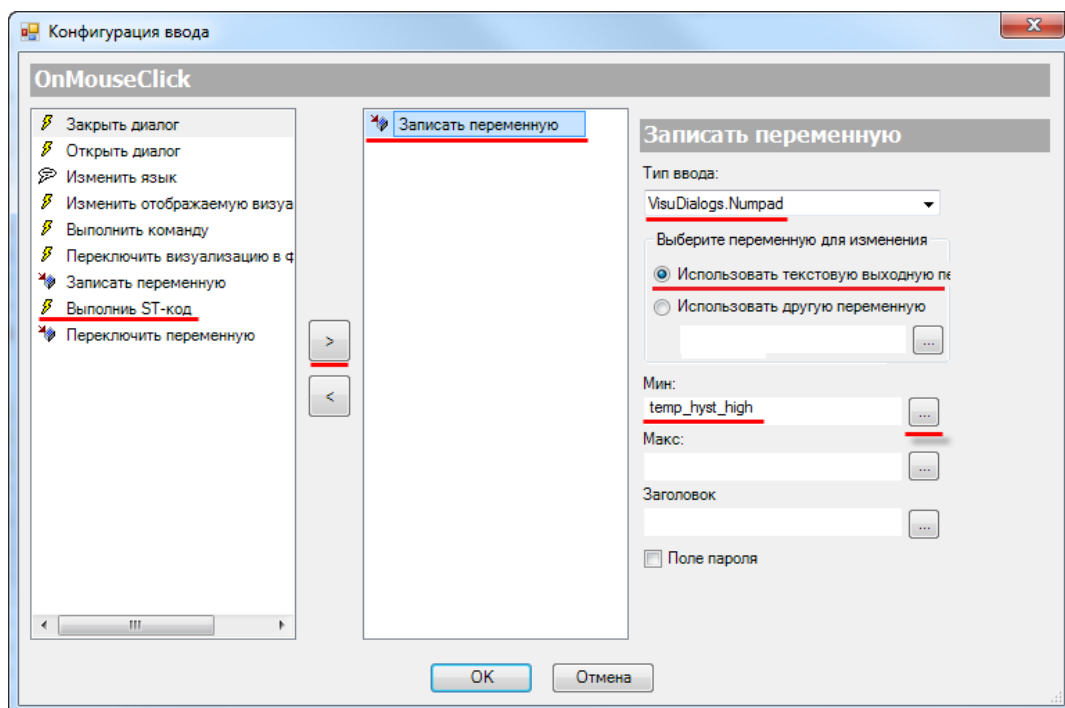 Конфигурация ввода
OnMouseClick
Закрыть диалог
Открыть диалог
Изменить язык
Изменить отображаемую визуа
Выполнить команду
Переключить визуализацию в ф
Записать переменную
Выполниь ST-код
Переключить переменную
>
<
Записать переменную
Записать переменную
Тип ввода:
VisuDialogs.Numpad
Выберите переменную для изменения
Использовать текстовую выходную пе
Использовать другую переменную
...
Мин:
temp_hyst_high
...
Макс:
...
Заголовок
...
Поле пароля
OK
Отмена